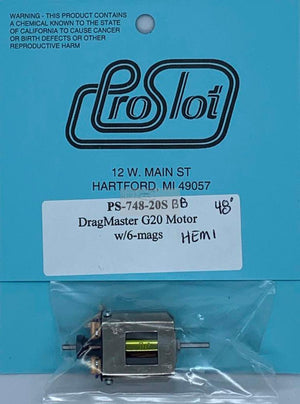 WARNING - THIS PRODUCT CONTAINS
A CHEMICAL KNOWN TO THE STATE
OF CALIFORNIA TO CAUSE CANCER
OR BIRTH DEFECTS OR OTHER
REPRODUCTIVE HARM
ProSlot
12 W. MAIN ST
HARTFORD, MI 49057
PS-748-20S BB 48°
DragMaster G20 Motor
w/6-mags HEMI